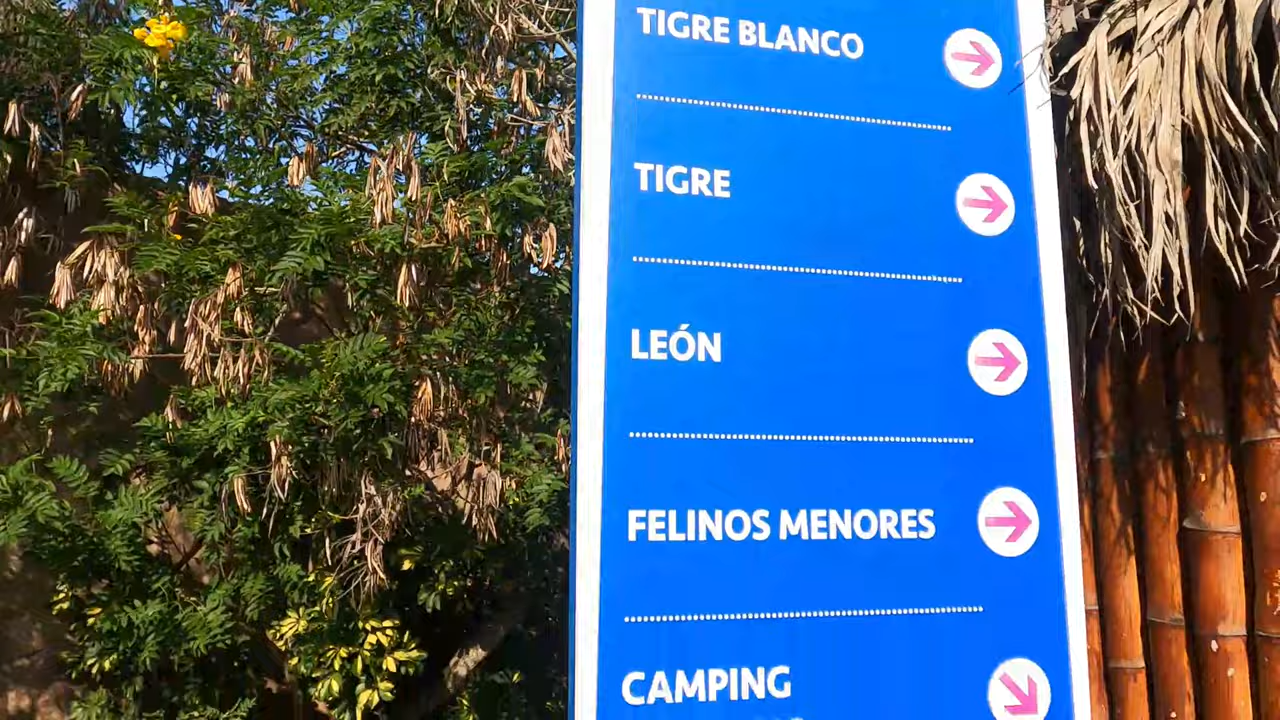 TIGRE BLANCO
TIGRE
LEÓN
FELINOS MENORES
CAMPING